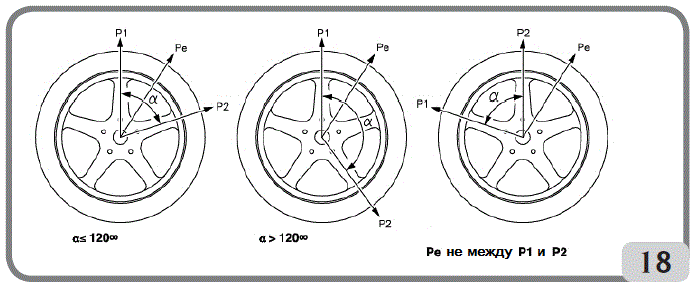 P1
Pe
α
P2
α≤ 120∞
P1
Pe
α
P2
α > 120∞
P2
Pe
P1
α
Pe не между P1 и P2
18